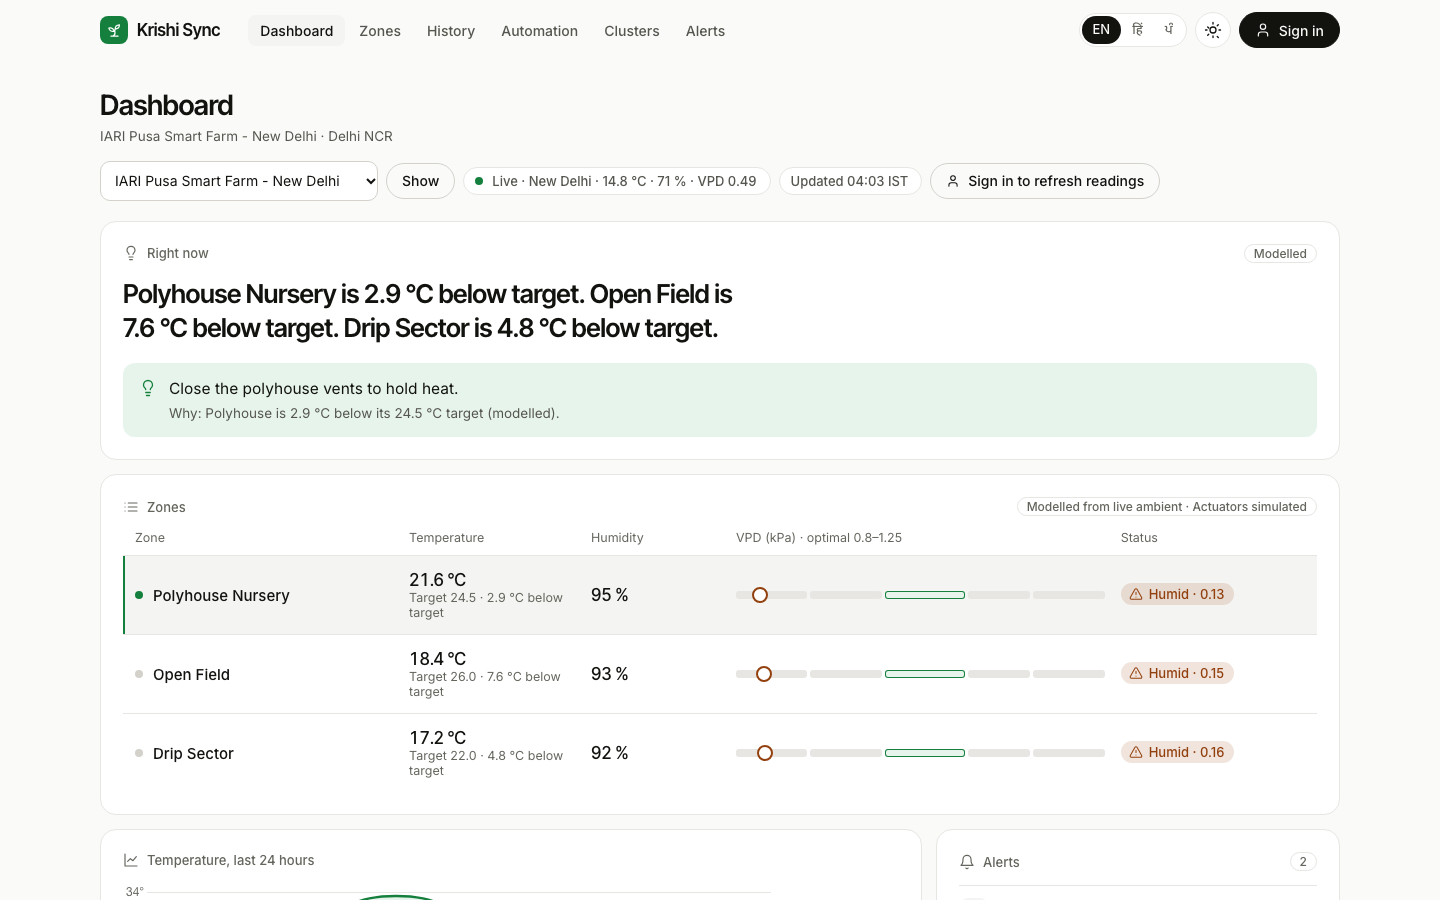 Krishi Sync
Dashboard
Zones
History
Automation
Clusters
Alerts
EN
हिं
ਪੰ
Sign in
Dashboard
IARI Pusa Smart Farm - New Delhi · Delhi NCR
IARI Pusa Smart Farm - New Delhi
Show
Live · New Delhi · 14.8 °C · 71 % · VPD 0.49
Updated 04:03 IST
Sign in to refresh readings
Right now
Modelled
Polyhouse Nursery is 2.9 °C below target. Open Field is
7.6 °C below target. Drip Sector is 4.8 °C below target.
Close the polyhouse vents to hold heat.
Why: Polyhouse is 2.9 °C below its 24.5 °C target (modelled).
Zones
Modelled from live ambient · Actuators simulated
Zone
Temperature
Humidity
VPD (kPa) · optimal 0.8–1.25
Status
Polyhouse Nursery
21.6 °C
Target 24.5 · 2.9 °C below
target
95 %
Humid · 0.13
Open Field
18.4 °C
Target 26.0 · 7.6 °C below
target
93 %
Humid · 0.15
Drip Sector
17.2 °C
Target 22.0 · 4.8 °C below
target
92 %
Humid · 0.16
Temperature, last 24 hours
34°
Alerts
2